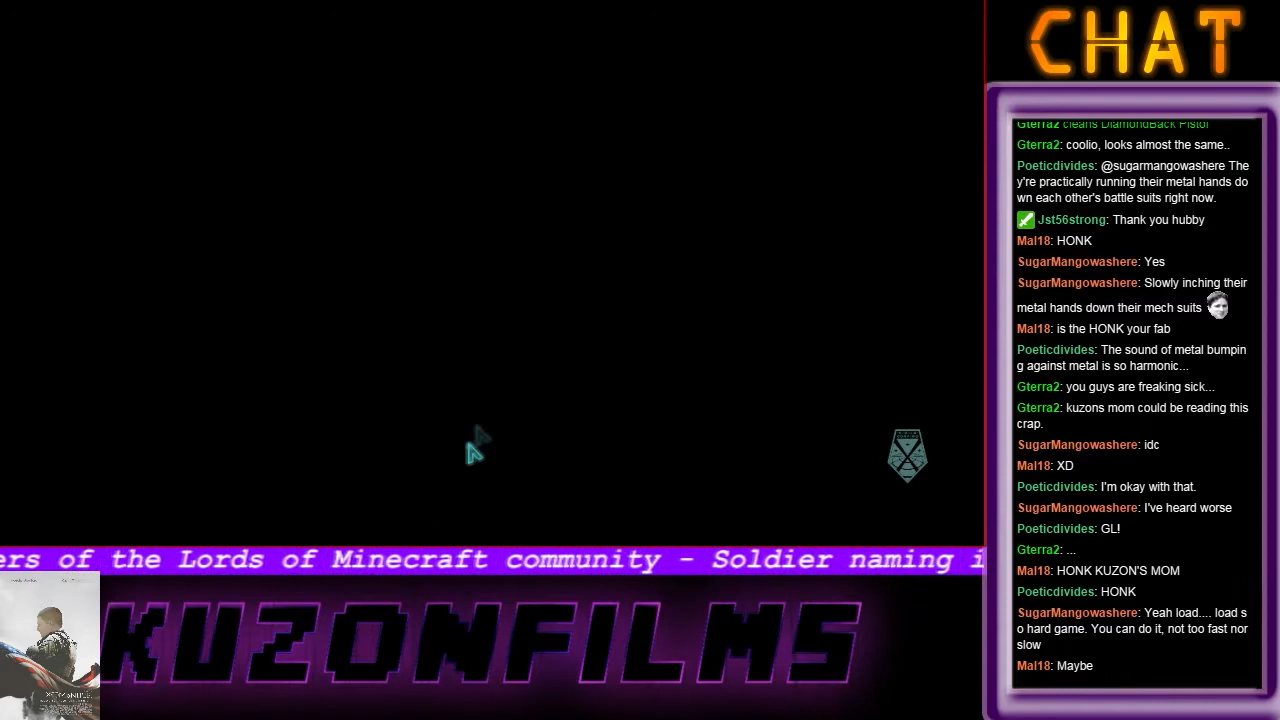 CHAT
Gterra2 cleans DiamondBack Pistol
Gterra2: coolio, looks almost the same..
Poeticdivides: @sugarmangowashere The
y're practically running their metal hands do
wn each other's battle suits right now.
Jst56strong: Thank you hubby
Mal18: HONK
SugarMangowashere: Yes
SugarMangowashere: Slowly inching their
metal hands down their mech suits
Mal18: is the HONK your fab
Poeticdivides: The sound of metal bumpin
g against metal is so harmonic...
Gterra2: you guys are freaking sick...
Gterra2: kuzons mom could be reading this
crap.
SugarMangowashere: idc
Mal18: XD
Poeticdivides: I'm okay with that.
SugarMangowashere: I've heard worse
Poeticdivides: GL!
Gterra2: ...
Mal18: HONK KUZON'S MOM
Poeticdivides: HONK
SugarMangowashere: Yeah load.... load s
o hard game. You can do it, not too fast nor
slow
Mal18: Maybe
ers of the Lords of Minecraft community - Soldier naming i
KUZONFILMS